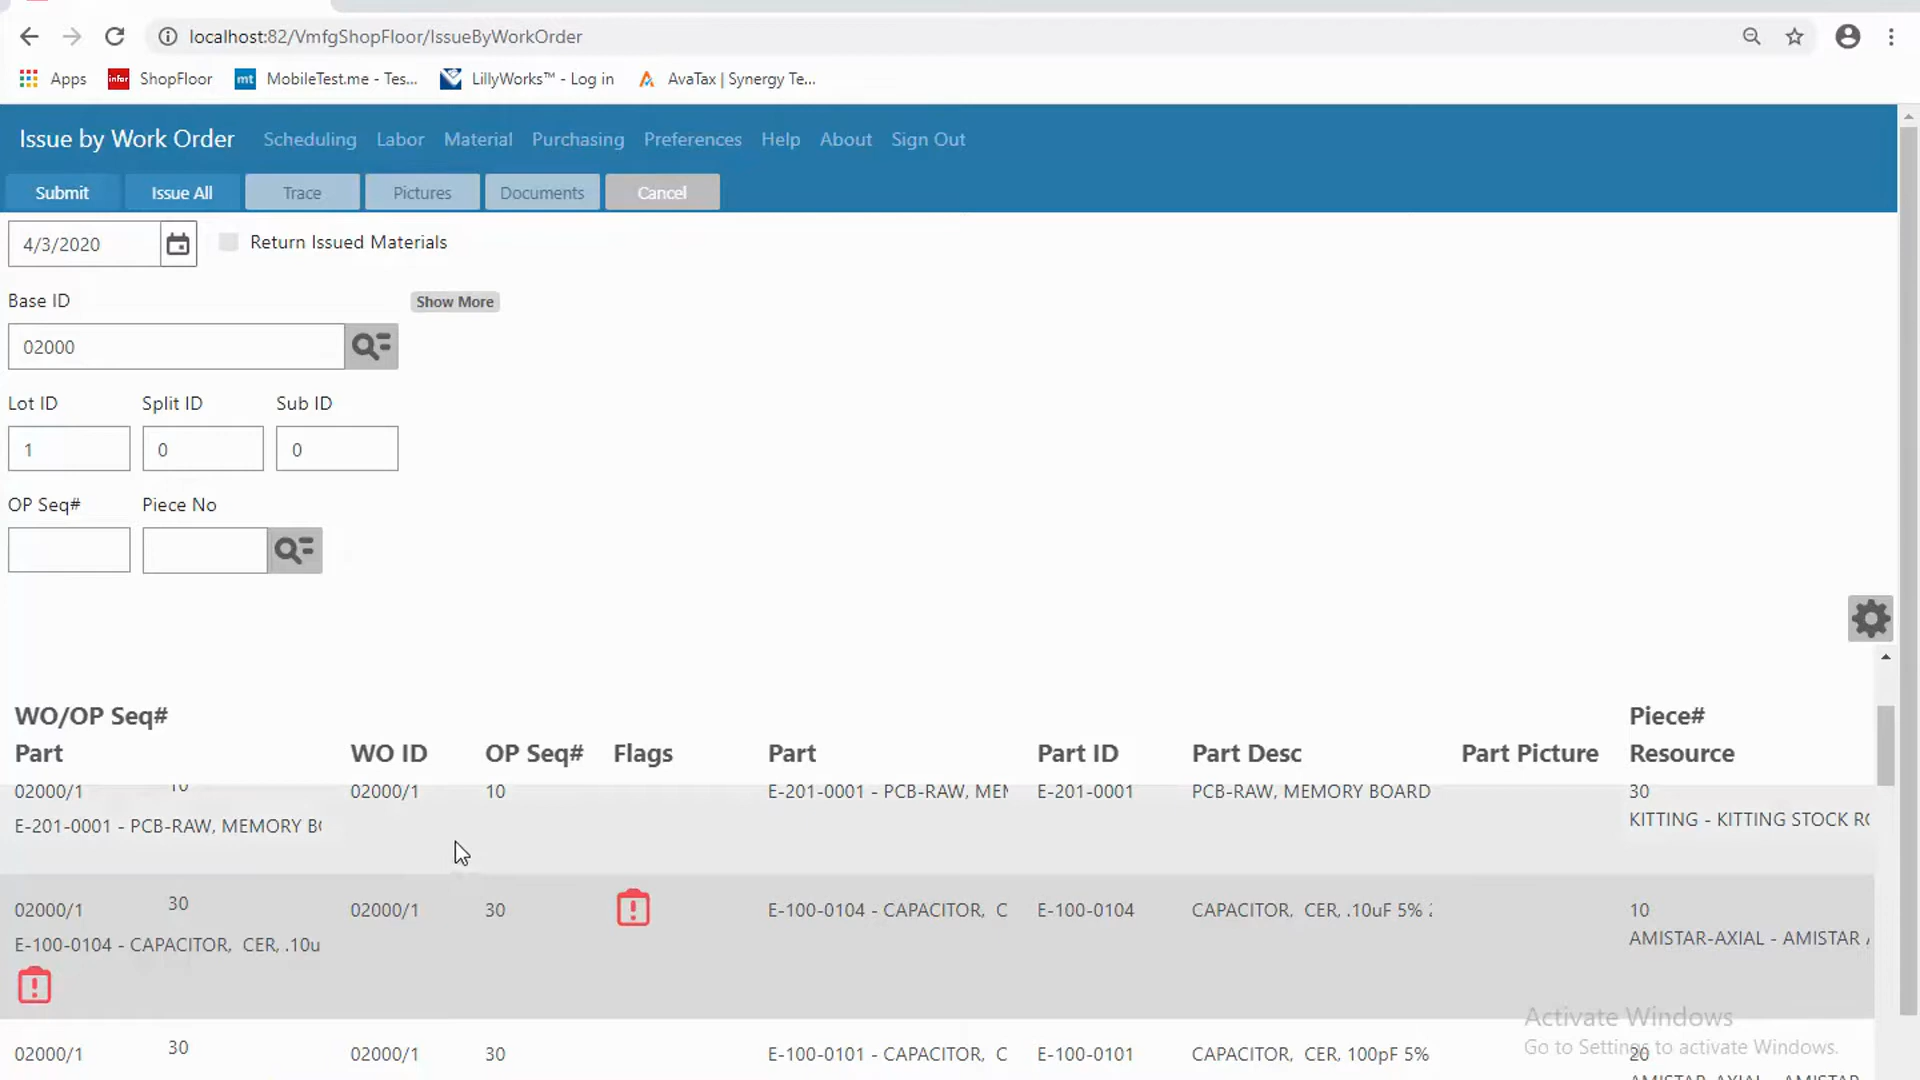 localhost:82/VmfgShopFloor/IssueByWorkOrder
Apps infor ShopFloor mt MobileTest.me - Tes... LillyWorks™ - Log in AvaTax | Synergy Te...
Issue by Work Order Scheduling Labor Material Purchasing Preferences Help About Sign Out
Submit Issue All Trace Pictures Documents Cancel
4/3/2020 Return Issued Materials
Base ID Show More
02000
Lot ID Split ID Sub ID
1 0 0
OP Seq# Piece No
WO/OP Seq# Piece#
Part WO ID OP Seq# Flags Part Part ID Part Desc Part Picture Resource
02000/1 10 02000/1 10 E-201-0001 - PCB-RAW, MEM E-201-0001 PCB-RAW, MEMORY BOARD 30
E-201-0001 - PCB-RAW, MEMORY B KITTING - KITTING STOCK R
02000/1 30 02000/1 30 E-100-0104 - CAPACITOR, C E-100-0104 CAPACITOR, CER, .10uF 5% 10
E-100-0104 - CAPACITOR, CER, .10u AMISTAR-AXIAL - AMISTAR
Activate Windows
Go to Settings to activate Windows.
02000/1 30 02000/1 30 E-100-0101 - CAPACITOR, C E-100-0101 CAPACITOR, CER, 100pF 5% 20
AMISTAR-AXIAL - AMISTAR